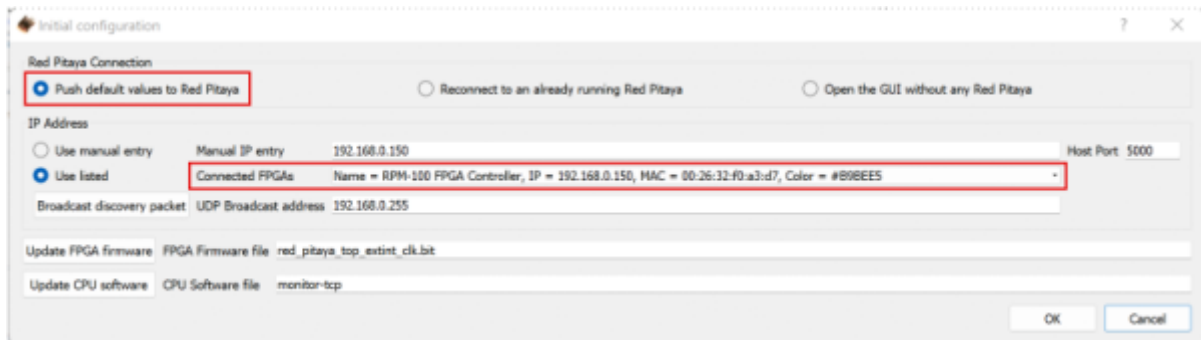 Initial configuration
Red Pitaya Connection
Push default values to Red Pitaya Reconnect to an already running Red Pitaya Open the GUI without any Red Pitaya
IP Address
Use manual entry Manual IP entry 192.168.0.150 Host Port 5000
Use listed Connected FPGAs Name = RPM-100 FPGA Controller, IP = 192.168.0.150, MAC = 00:26:32:f0:a3:d7, Color = #B9BEE5
Broadcast discovery packet UDP Broadcast address 192.168.0.255
Update FPGA firmware FPGA Firmware file red_pitaya_top_extint_clk.bit
Update CPU software CPU Software file monitor-tcp
OK Cancel